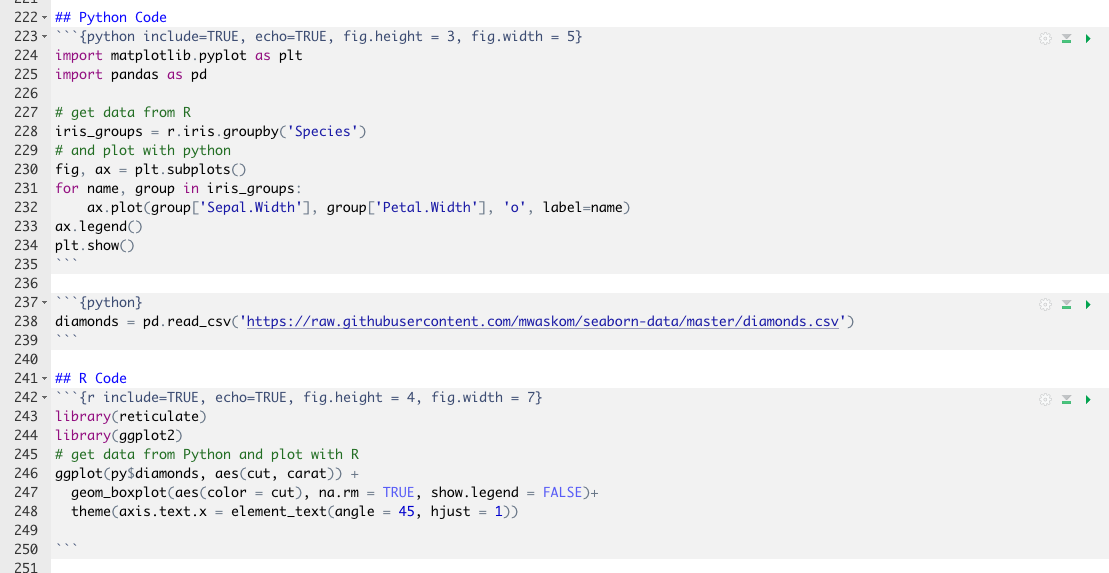 221
222 ## Python Code
223 ```{python include=TRUE, echo=TRUE, fig.height = 3, fig.width = 5}
224 import matplotlib.pyplot as plt
225 import pandas as pd
226
227 # get data from R
228 iris_groups = r.iris.groupby('Species')
229 # and plot with python
230 fig, ax = plt.subplots()
231 for name, group in iris_groups:
232     ax.plot(group['Sepal.Width'], group['Petal.Width'], 'o', label=name)
233 ax.legend()
234 plt.show()
235 ```
236
237 ```{python}
238 diamonds = pd.read_csv('https://raw.githubusercontent.com/mwaskom/seaborn-data/master/diamonds.csv')
239 ```
240
241 ## R Code
242 ```{r include=TRUE, echo=TRUE, fig.height = 4, fig.width = 7}
243 library(reticulate)
244 library(ggplot2)
245 # get data from Python and plot with R
246 ggplot(py$diamonds, aes(cut, carat)) +
247   geom_boxplot(aes(color = cut), na.rm = TRUE, show.legend = FALSE)+
248   theme(axis.text.x = element_text(angle = 45, hjust = 1))
249
250 ```
251